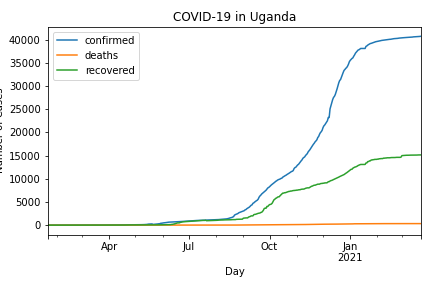 COVID-19 in Uganda
confirmed
deaths
recovered
40000
35000
30000
25000
20000
15000
10000
5000
0
Apr
Jul
Oct
Jan
2021
Day